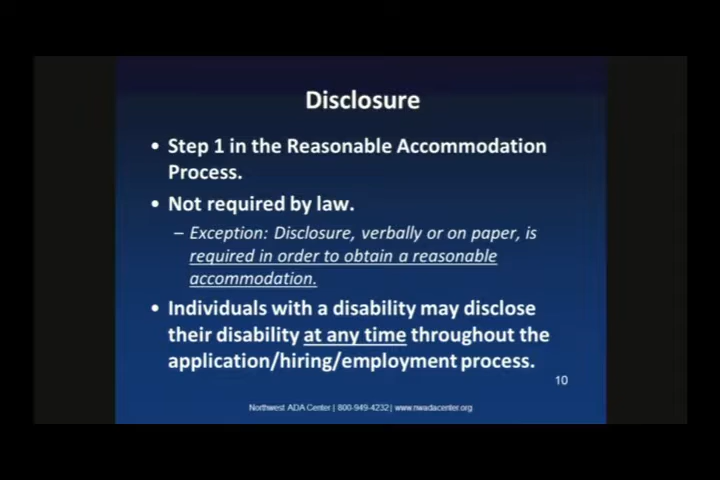 Disclosure
• Step 1 in the Reasonable Accommodation
Process.
• Not required by law.
– Exception: Disclosure, verbally or on paper, is
required in order to obtain a reasonable
accommodation.
• Individuals with a disability may disclose
their disability at any time throughout the
application/hiring/employment process.
10
Northwest ADA Center | 800-949-4232 | www.nwadacenter.org